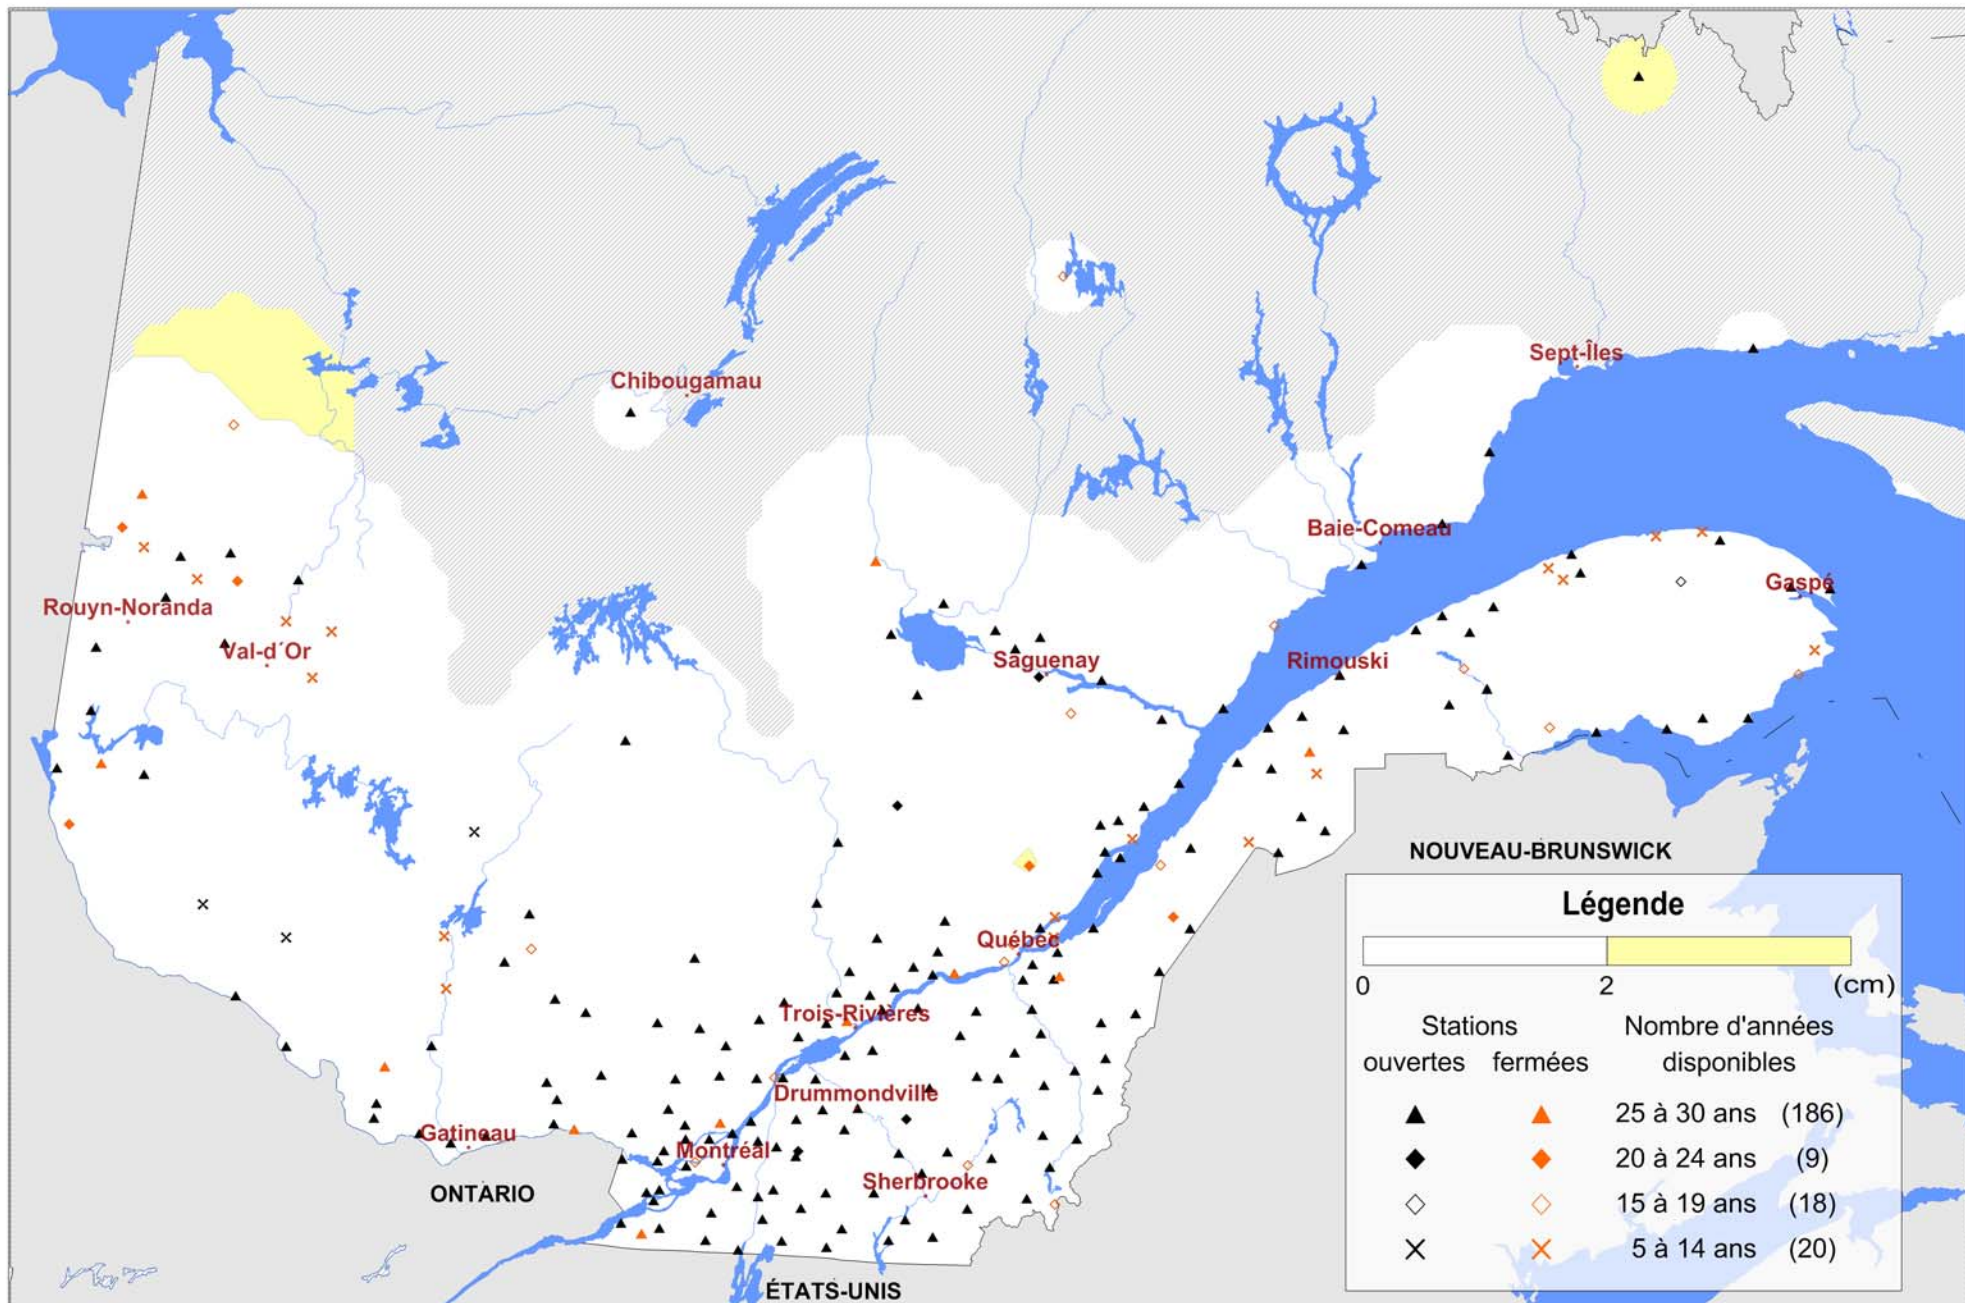 Sept-Îles
Chibougamau
Baie-Comeau
Gaspé
Rouyn-Noranda
Val-d´Or
Saguenay
Rimouski
NOUVEAU-BRUNSWICK
Québec
Trois-Rivières
Drummondville
Gatineau
Montréal
Sherbrooke
ONTARIO
ÉTATS-UNIS
Légende
0 2 (cm)
Stations Nombre d'années
ouvertes fermées disponibles
25 à 30 ans (186)
20 à 24 ans (9)
15 à 19 ans (18)
5 à 14 ans (20)